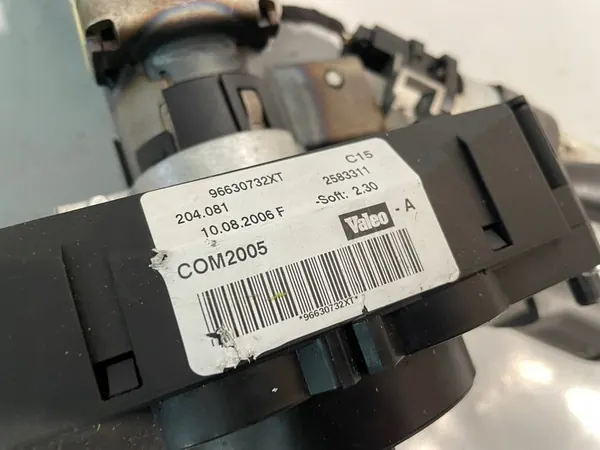 96630732XT C15
204.081 2583311
10.08.2006 F -Soft: 2.30
COM2005 Valeo - A
*96630732XT*